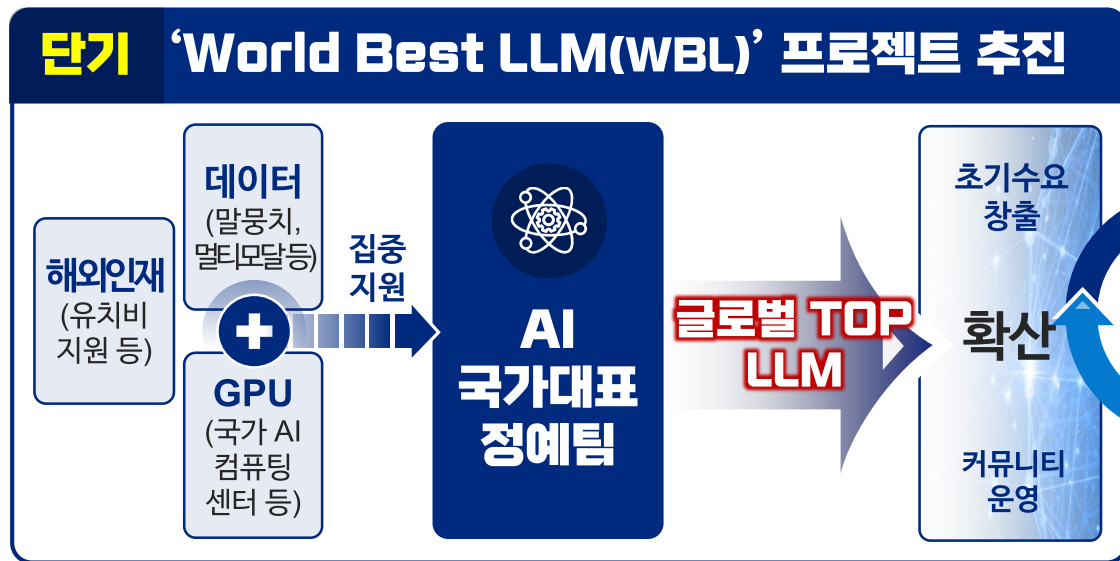 단기 ‘World Best LLM(WBL)’ 프로젝트 추진
해외인재
(유치비
지원 등)
데이터
(말뭉치,
멀티모달 등)
GPU
(국가 AI
컴퓨팅
센터 등)
집중
지원
AI
국가대표
정예팀
글로벌 TOP
LLM
초기수요
창출
확산
커뮤니티
운영